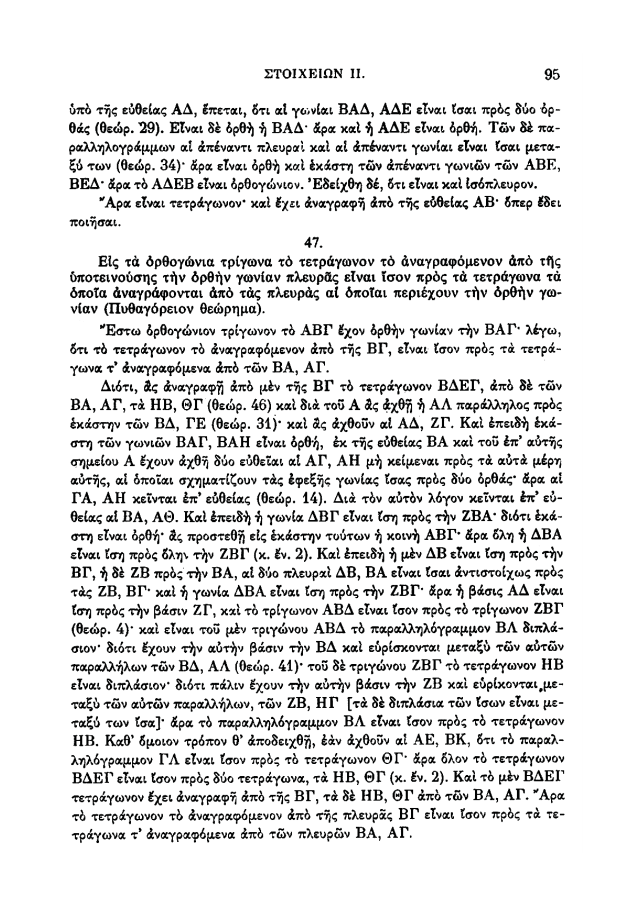 ΣΤΟΙΧΕΙΩΝ ΙΙ. 95
ὑπὸ τῆς εὐθείας ΑΔ, ἕπεται, ὅτι αἱ γωνίαι ΒΑΔ, ΑΔΕ εἶναι ἴσαι πρὸς δύο ὀρ-
θάς (θεώρ. 29). Εἶναι δὲ ὀρθὴ ἡ ΒΑΔ· ἄρα καὶ ἡ ΑΔΕ εἶναι ὀρθή. Τῶν δὲ πα-
ραλληλογράμμων αἱ ἀπέναντι πλευραὶ καὶ αἱ ἀπέναντι γωνίαι εἶναι ἴσαι μετα-
ξύ των (θεώρ. 34)· ἄρα εἶναι ὀρθὴ καὶ ἑκάστη τῶν ἀπέναντι γωνιῶν τῶν ΑΒΕ,
ΒΕΔ· ἄρα τὸ ΑΔΕΒ εἶναι ὀρθογώνιον. Ἐδείχθη δέ, ὅτι εἶναι καὶ ἰσόπλευρον.
Ἄρα εἶναι τετράγωνον· καὶ ἔχει ἀναγραφῆ ἀπὸ τῆς εὐθείας ΑΒ· ὅπερ ἔδει
ποιῆσαι.
47.
Εἰς τὰ ὀρθογώνια τρίγωνα τὸ τετράγωνον τὸ ἀναγραφόμενον ἀπὸ τῆς
ὑποτεινούσης τὴν ὀρθὴν γωνίαν πλευρᾶς εἶναι ἴσον πρὸς τὰ τετράγωνα τὰ
ὁποῖα ἀναγράφονται ἀπὸ τὰς πλευρὰς αἱ ὁποῖαι περιέχουν τὴν ὀρθὴν γω-
νίαν (Πυθαγόρειον θεώρημα).
Ἔστω ὀρθογώνιον τρίγωνον τὸ ΑΒΓ ἔχον ὀρθὴν γωνίαν τὴν ΒΑΓ· λέγω,
ὅτι τὸ τετράγωνον τὸ ἀναγραφόμενον ἀπὸ τῆς ΒΓ, εἶναι ἴσον πρὸς τὰ τετρά-
γωνα τ' ἀναγραφόμενα ἀπὸ τῶν ΒΑ, ΑΓ.
Διότι, ἂς ἀναγραφῇ ἀπὸ μὲν τῆς ΒΓ τὸ τετράγωνον ΒΔΕΓ, ἀπὸ δὲ τῶν
ΒΑ, ΑΓ, τὰ ΗΒ, ΘΓ (θεώρ. 46) καὶ διὰ τοῦ Α ἂς ἀχθῇ ἡ ΑΛ παράλληλος πρὸς
ἑκάστην τῶν ΒΔ, ΓΕ (θεώρ. 31)· καὶ ἂς ἀχθοῦν αἱ ΑΔ, ΖΓ. Καὶ ἐπειδὴ ἑκά-
στη τῶν γωνιῶν ΒΑΓ, ΒΑΗ εἶναι ὀρθή, ἐκ τῆς εὐθείας ΒΑ καὶ τοῦ ἐπ' αὐτῆς
σημείου Α ἔχουν ἀχθῆ δύο εὐθεῖαι αἱ ΑΓ, ΑΗ μὴ κείμεναι πρὸς τὰ αὐτὰ μέρη
αὐτῆς, αἱ ὁποῖαι σχηματίζουν τὰς ἐφεξῆς γωνίας ἴσας πρὸς δύο ὀρθάς· ἄρα αἱ
ΓΑ, ΑΗ κεῖνται ἐπ' εὐθείας (θεώρ. 14). Διὰ τὸν αὐτὸν λόγον κεῖνται ἐπ' εὐ-
θείας αἱ ΒΑ, ΑΘ. Καὶ ἐπειδὴ ἡ γωνία ΔΒΓ εἶναι ἴση πρὸς τὴν ΖΒΑ· διότι ἑκά-
στη εἶναι ὀρθή· ἂς προστεθῇ εἰς ἑκάστην τούτων ἡ κοινὴ ΑΒΓ· ἄρα ὅλη ἡ ΔΒΑ
εἶναι ἴση πρὸς ὅλην τὴν ΖΒΓ (κ. ἔν. 2). Καὶ ἐπειδὴ ἡ μὲν ΔΒ εἶναι ἴση πρὸς τὴν
ΒΓ, ἡ δὲ ΖΒ πρὸς τὴν ΒΑ, αἱ δύο πλευραὶ ΔΒ, ΒΑ εἶναι ἴσαι ἀντιστοίχως πρὸς
τὰς ΖΒ, ΒΓ· καὶ ἡ γωνία ΔΒΑ εἶναι ἴση πρὸς τὴν ΖΒΓ· ἄρα ἡ βάσις ΑΔ εἶναι
ἴση πρὸς τὴν βάσιν ΖΓ, καὶ τὸ τρίγωνον ΑΒΔ εἶναι ἴσον πρὸς τὸ τρίγωνον ΖΒΓ
(θεώρ. 4)· καὶ εἶναι τοῦ μὲν τριγώνου ΑΒΔ τὸ παραλληλόγραμμον ΒΛ διπλά-
σιον· διότι ἔχουν τὴν αὐτὴν βάσιν τὴν ΒΔ καὶ εὑρίσκονται μεταξὺ τῶν αὐτῶν
παραλλήλων τῶν ΒΔ, ΑΛ (θεώρ. 41)· τοῦ δὲ τριγώνου ΖΒΓ τὸ τετράγωνον ΗΒ
εἶναι διπλάσιον· διότι πάλιν ἔχουν τὴν αὐτὴν βάσιν τὴν ΖΒ καὶ εὑρίκονται με-
ταξὺ τῶν αὐτῶν παραλλήλων, τῶν ΖΒ, ΗΓ [τὰ δὲ διπλάσια τῶν ἴσων εἶναι με-
ταξύ των ἴσα]· ἄρα τὸ παραλληλόγραμμον ΒΛ εἶναι ἴσον πρὸς τὸ τετράγωνον
ΗΒ. Καθ' ὅμοιον τρόπον θ' ἀποδειχθῇ, ἐὰν ἀχθοῦν αἱ ΑΕ, ΒΚ, ὅτι τὸ παραλ-
ληλόγραμμον ΓΛ εἶναι ἴσον πρὸς τὸ τετράγωνον ΘΓ· ἄρα ὅλον τὸ τετράγωνον
ΒΔΕΓ εἶναι ἴσον πρὸς δύο τετράγωνα, τὰ ΗΒ, ΘΓ (κ. ἔν. 2). Καὶ τὸ μὲν ΒΔΕΓ
τετράγωνον ἔχει ἀναγραφῆ ἀπὸ τῆς ΒΓ, τὰ δὲ ΗΒ, ΘΓ ἀπὸ τῶν ΒΑ, ΑΓ. Ἄρα
τὸ τετράγωνον τὸ ἀναγραφόμενον ἀπὸ τῆς πλευρᾶς ΒΓ εἶναι ἴσον πρὸς τὰ τε-
τράγωνα τ' ἀναγραφόμενα ἀπὸ τῶν πλευρῶν ΒΑ, ΑΓ.